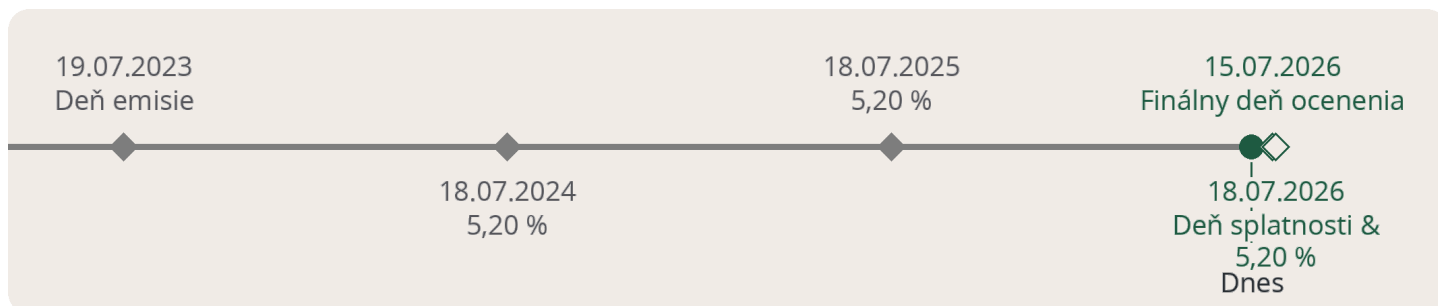 19.07.2023
Deň emisie
18.07.2024
5,20 %
18.07.2025
5,20 %
15.07.2026
Finálny deň ocenenia
18.07.2026
Deň splatnosti &
5,20 %
Dnes